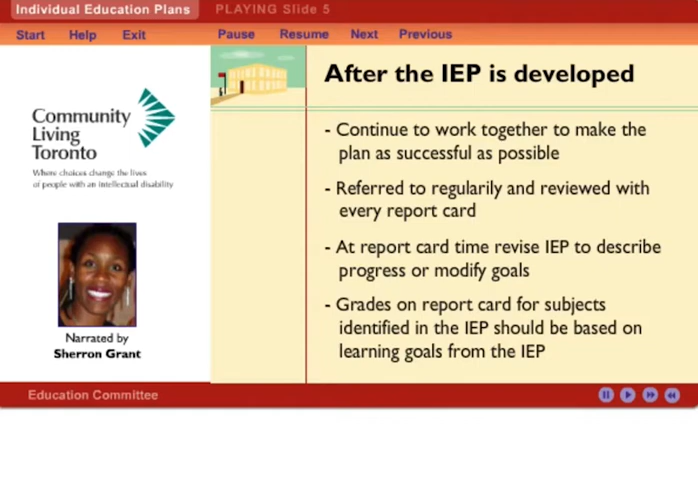 Individual Education Plans
PLAYING Slide 5
Start Help Exit
Pause Resume Next Previous
Community
Living
Toronto
Where choices change the lives
of people with an intellectual disability
Narrated by
Sherron Grant
After the IEP is developed
- Continue to work together to make the
plan as successful as possible
- Referred to regularily and reviewed with
every report card
- At report card time revise IEP to describe
progress or modify goals
- Grades on report card for subjects
identified in the IEP should be based on
learning goals from the IEP
Education Committee